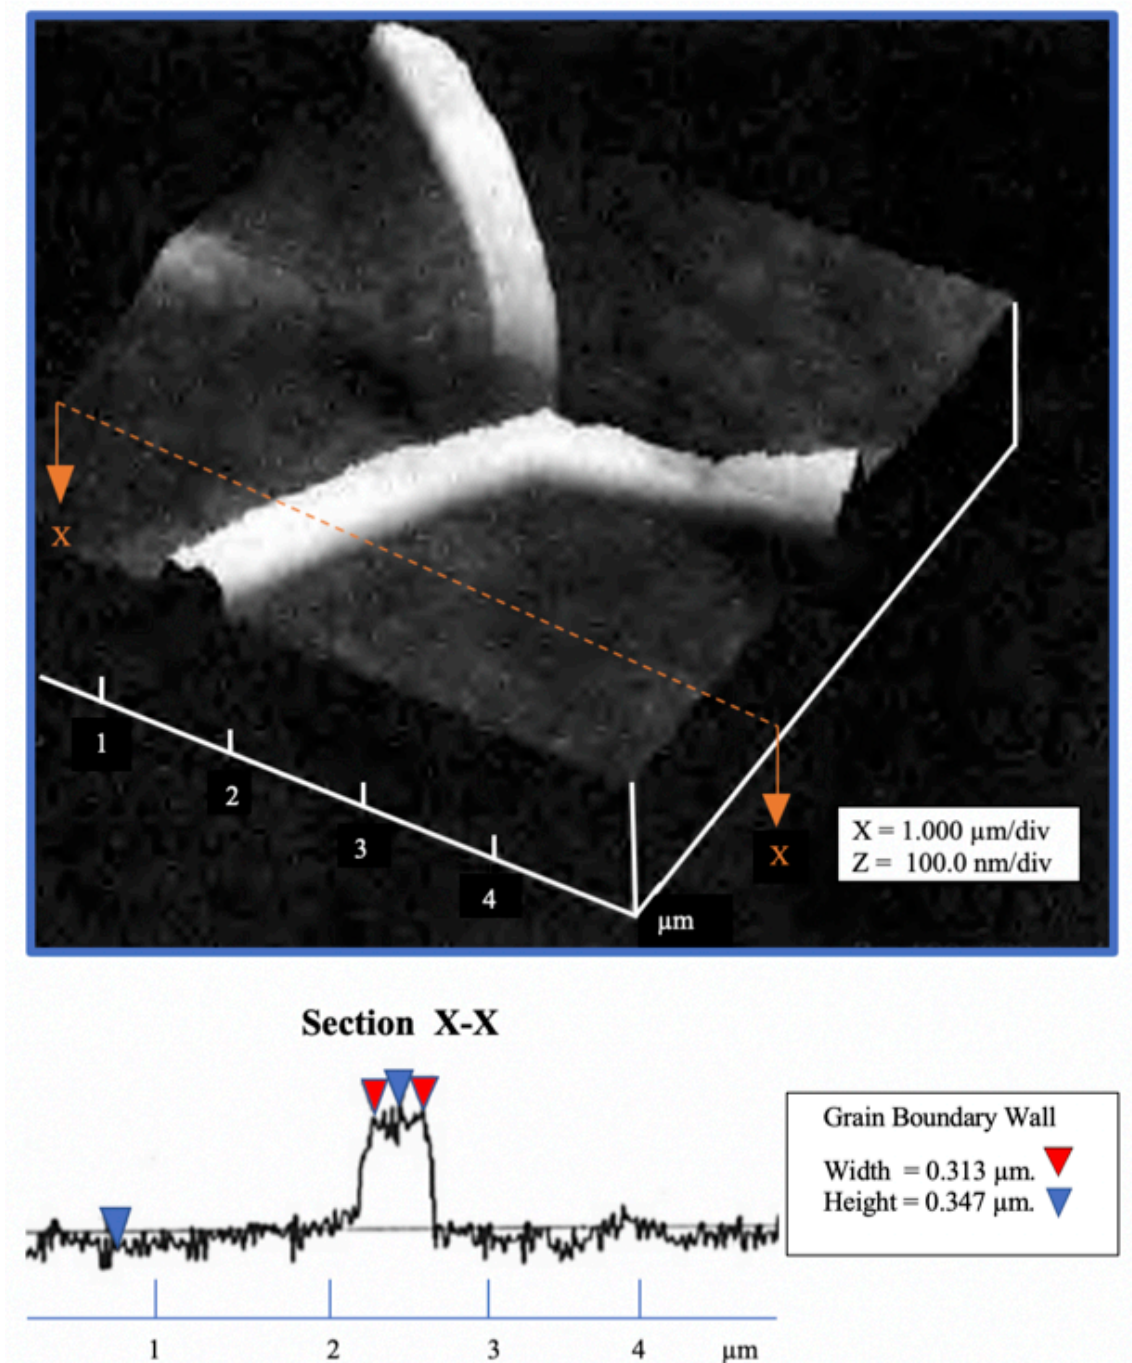 X
1
2
3
4
µm
X
X = 1.000 µm/div
Z = 100.0 nm/div
Section X-X
Grain Boundary Wall
Width = 0.313 µm.
Height = 0.347 µm.
1 2 3 4 µm